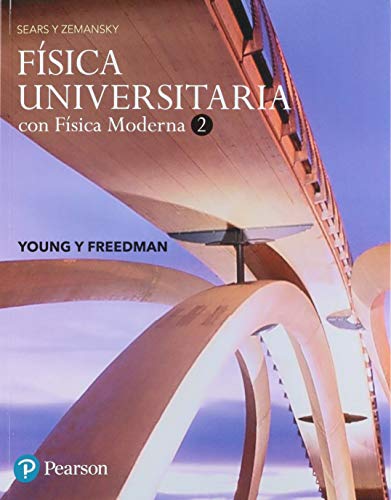 SEARS Y ZEMANSKY
FÍSICA
UNIVERSITARIA
con Física Moderna 2
YOUNG Y FREEDMAN
Pearson